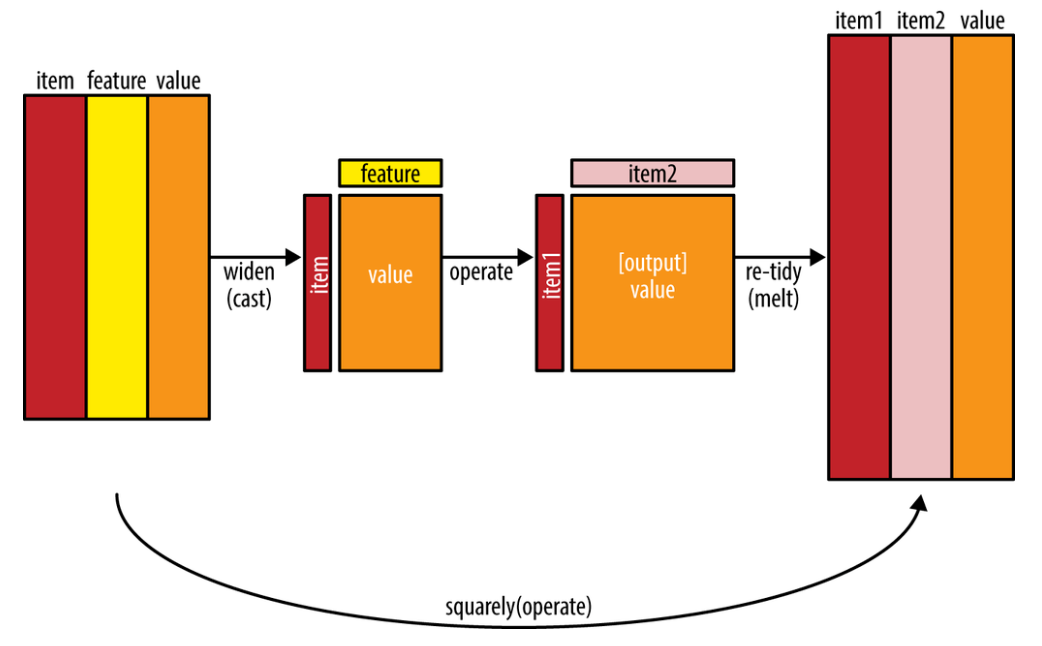 item1 item2 value
item feature value
feature
item2
item
value
item1
[output]
value
widen
(cast)
operate
re-tidy
(melt)
squarely(operate)